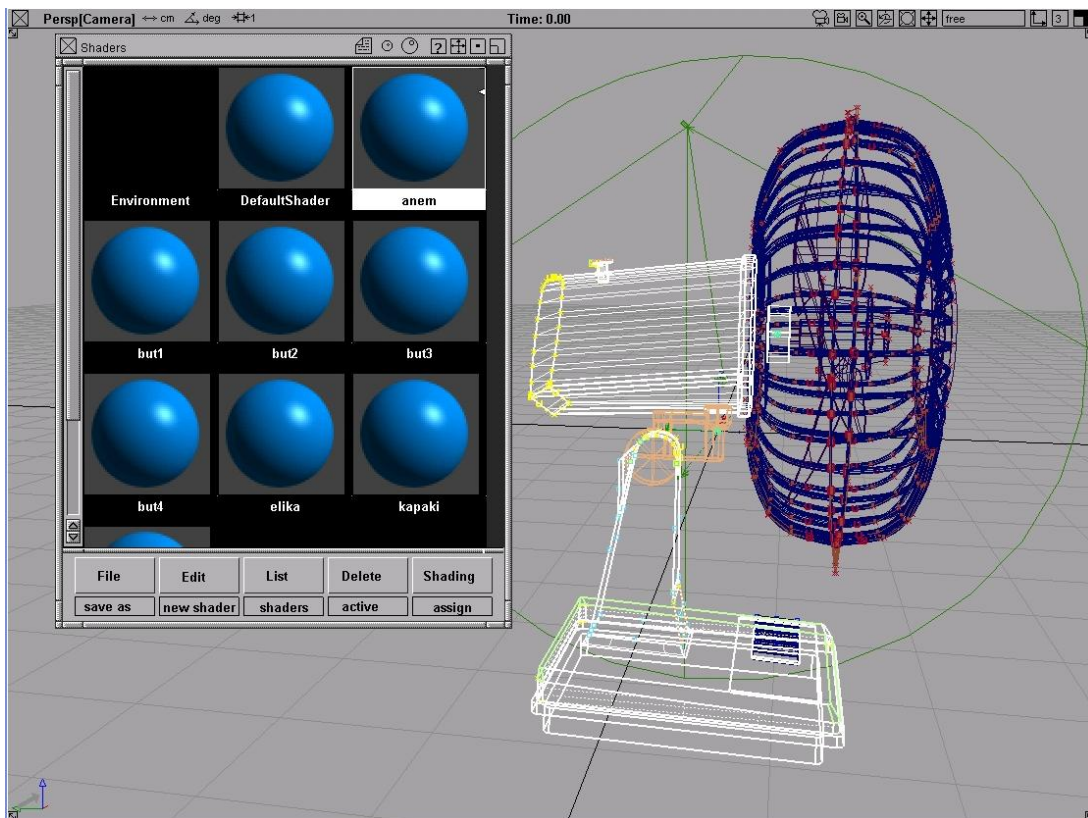 Persp[Camera] cm deg 1 Time: 0.00 free 3
Shaders ?
Environment DefaultShader anem
but1 but2 but3
but4 elika kapaki
File Edit List Delete Shading
save as new shader shaders active assign